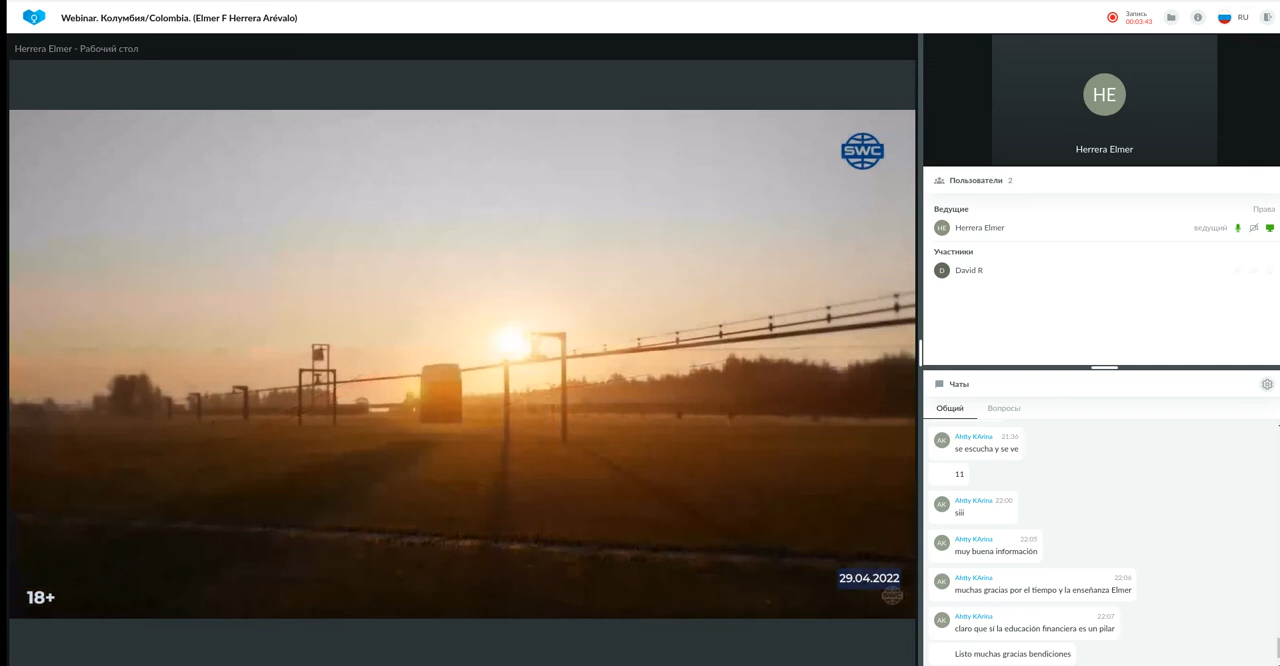 Webinar. Колумбия/Colombia. (Elmer F Herrera Arévalo)
Запись
00:03:43
RU
Herrera Elmer - Рабочий стол
SWC
29.04.2022
18+
HE
Herrera Elmer
Пользователи 2
Ведущие Права
HE Herrera Elmer ведущий
Участники
D David R
Чаты
Общий Вопросы
AK Ahtty KArina 21:36
se escucha y se ve
11
AK Ahtty KArina 22:00
siii
AK Ahtty KArina 22:05
muy buena información
AK Ahtty KArina 22:06
muchas gracias por el tiempo y la enseñanza Elmer
AK Ahtty KArina 22:07
claro que sí la educación financiera es un pilar
Listo muchas gracias bendiciones